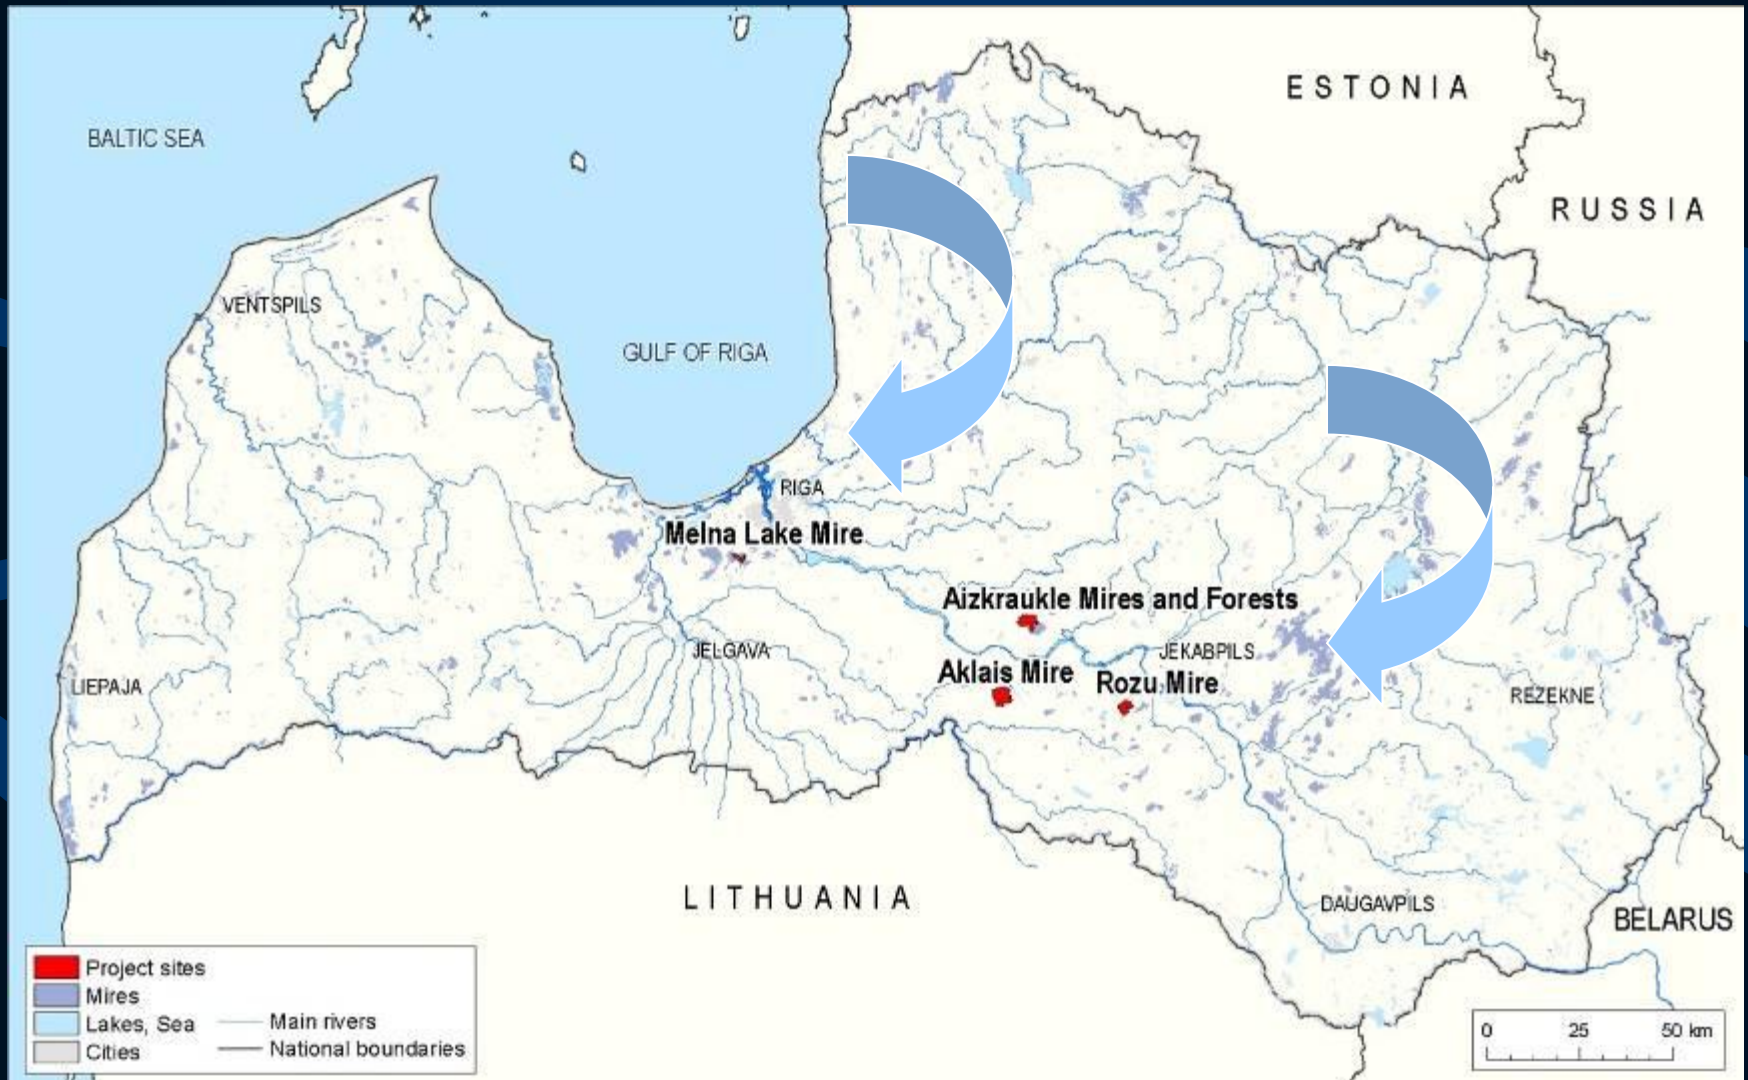 ESTONIA
BALTIC SEA
RUSSIA
VENTSPILS
GULF OF RIGA
RIGA
Melna Lake Mire
Aizkraukle Mires and Forests
JELGAVA
JEKABPILS
Aklais Mire
Rozu Mire
LIEPAJA
REZEKNE
LITHUANIA
DAUGAVPILS
BELARUS
Project sites
Mires
Lakes, Sea
Main rivers
Cities
National boundaries
0 25 50 km